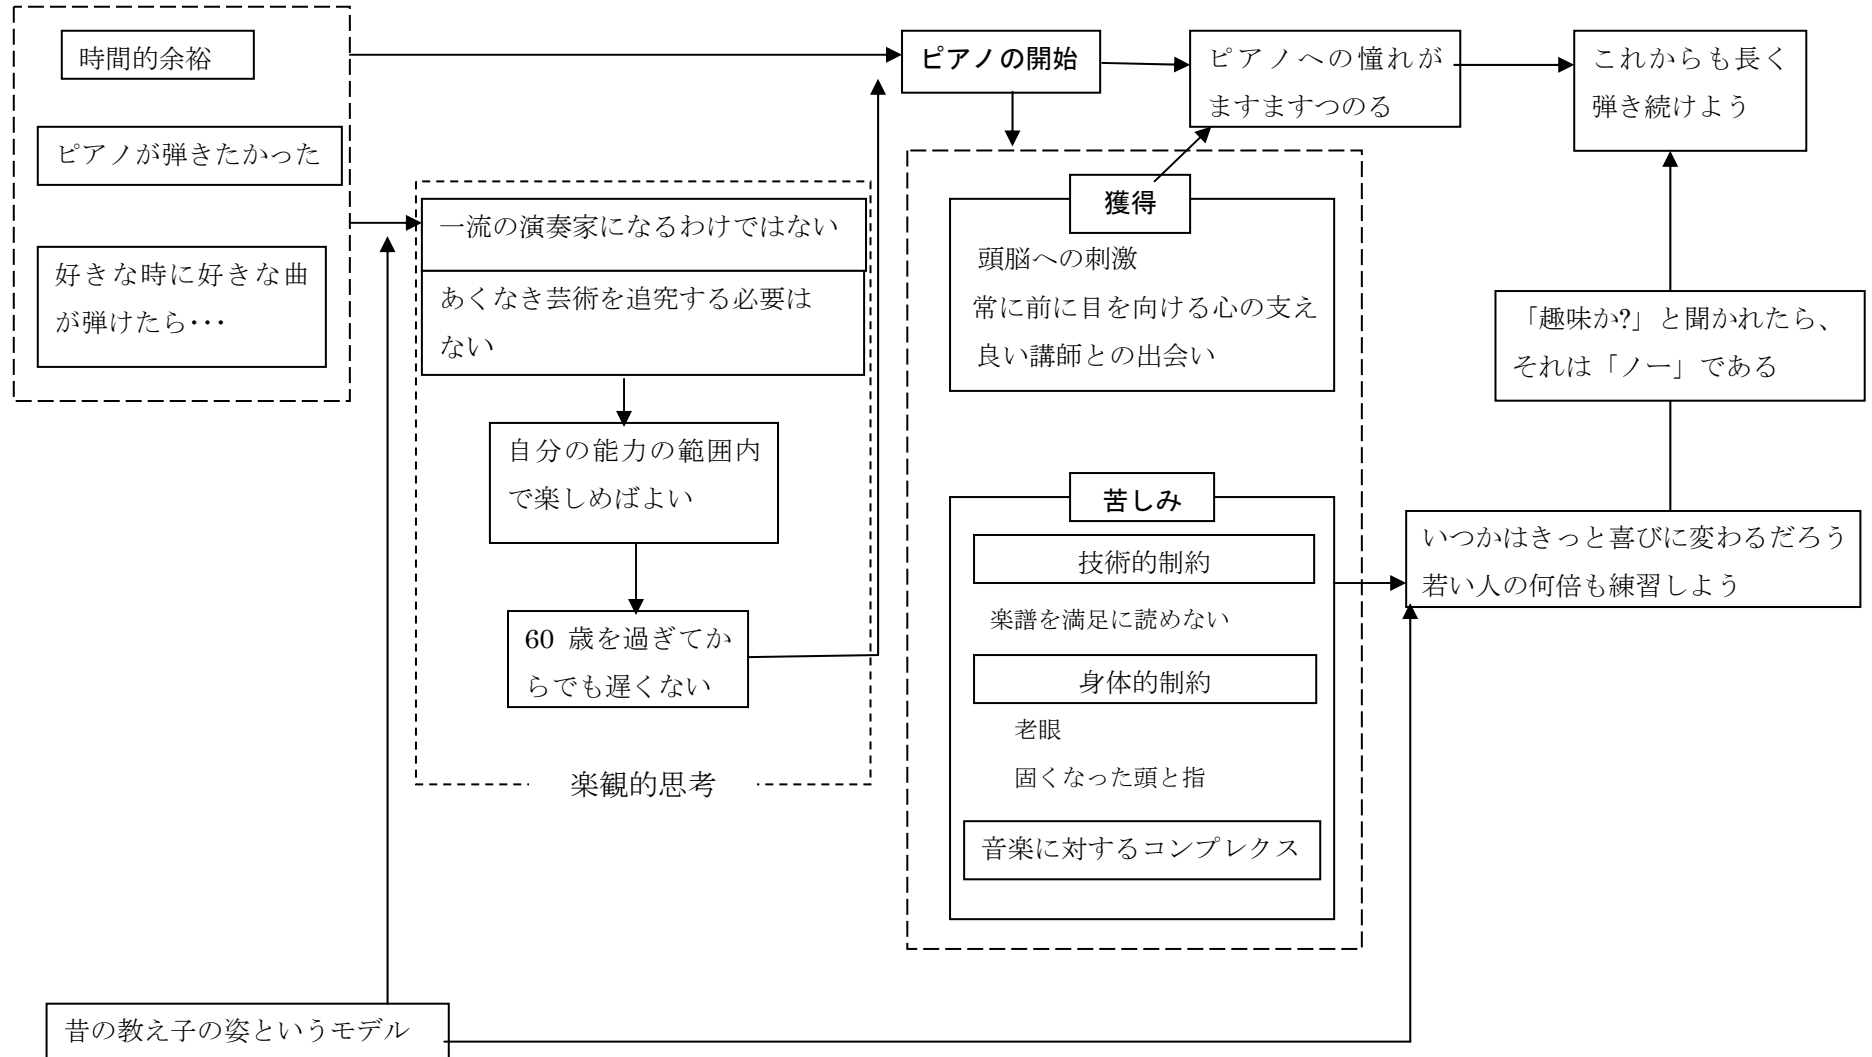 時間的余裕
ピアノが弾きたかった
好きな時に好きな曲
が弾けたら･･･
一流の演奏家になるわけではない
あくなき芸術を追究する必要は
ない
自分の能力の範囲内
で楽しめばよい
60 歳を過ぎてか
らでも遅くない
楽観的思考
ピアノの開始
ピアノへの憧れが
ますますつのる
これからも長く
弾き続けよう
獲得
頭脳への刺激
常に前に目を向ける心の支え
良い講師との出会い
苦しみ
技術的制約
楽譜を満足に読めない
身体的制約
老眼
固くなった頭と指
音楽に対するコンプレクス
「趣味か?」と聞かれたら、
それは「ノー」である
いつかはきっと喜びに変わるだろう
若い人の何倍も練習しよう
昔の教え子の姿というモデル